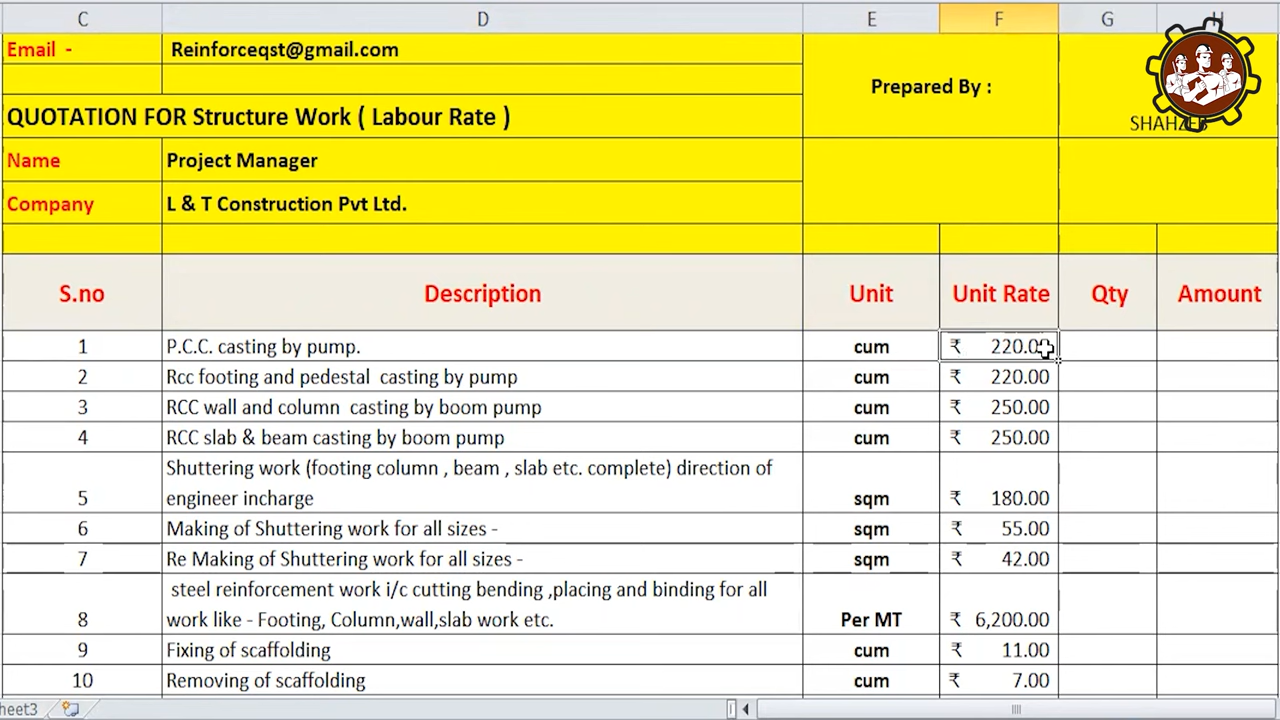 C D E F G H
Email - Reinforceqst@gmail.com
Prepared By :
QUOTATION FOR Structure Work ( Labour Rate )
SHAHZEB
Name Project Manager
Company L & T Construction Pvt Ltd.
S.no Description Unit Unit Rate Qty Amount
1 P.C.C. casting by pump. cum ₹ 220.00
2 Rcc footing and pedestal casting by pump cum ₹ 220.00
3 RCC wall and column casting by boom pump cum ₹ 250.00
4 RCC slab & beam casting by boom pump cum ₹ 250.00
Shuttering work (footing column , beam , slab etc. complete) direction of
5 engineer incharge sqm ₹ 180.00
6 Making of Shuttering work for all sizes - sqm ₹ 55.00
7 Re Making of Shuttering work for all sizes - sqm ₹ 42.00
steel reinforcement work i/c cutting bending ,placing and binding for all
8 work like - Footing, Column,wall,slab work etc. Per MT ₹ 6,200.00
9 Fixing of scaffolding cum ₹ 11.00
10 Removing of scaffolding cum ₹ 7.00
heet3